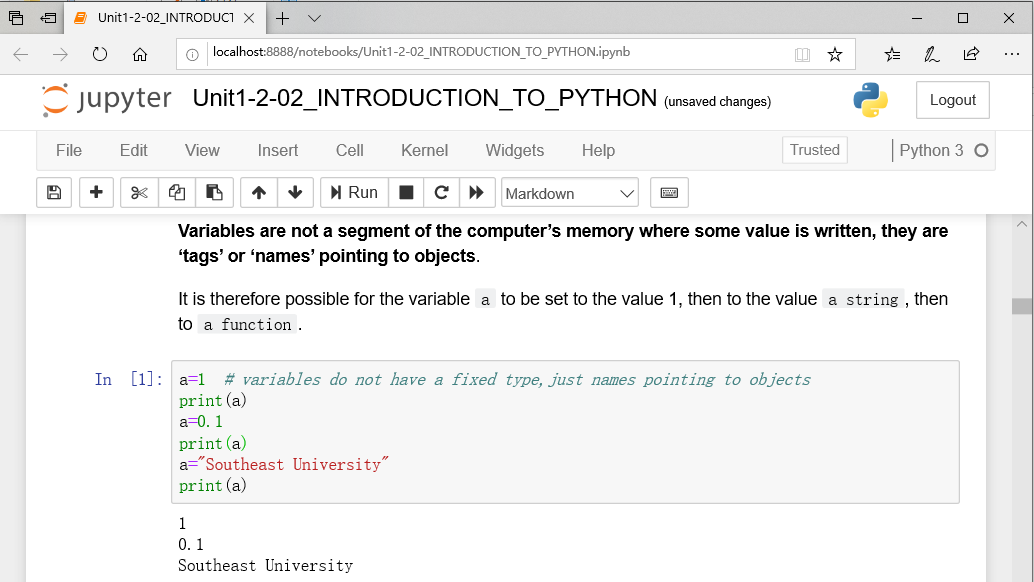 Unit1-2-02_INTRODUCT
localhost:8888/notebooks/Unit1-2-02_INTRODUCTION_TO_PYTHON.ipynb
jupyter Unit1-2-02_INTRODUCTION_TO_PYTHON (unsaved changes) Logout
File Edit View Insert Cell Kernel Widgets Help Trusted Python 3
Run Markdown
Variables are not a segment of the computer’s memory where some value is written, they are
‘tags’ or ‘names’ pointing to objects.
It is therefore possible for the variable a to be set to the value 1, then to the value a string , then
to a function .
In [1]: a=1 # variables do not have a fixed type, just names pointing to objects
print(a)
a=0.1
print(a)
a="Southeast University"
print(a)
1
0.1
Southeast University